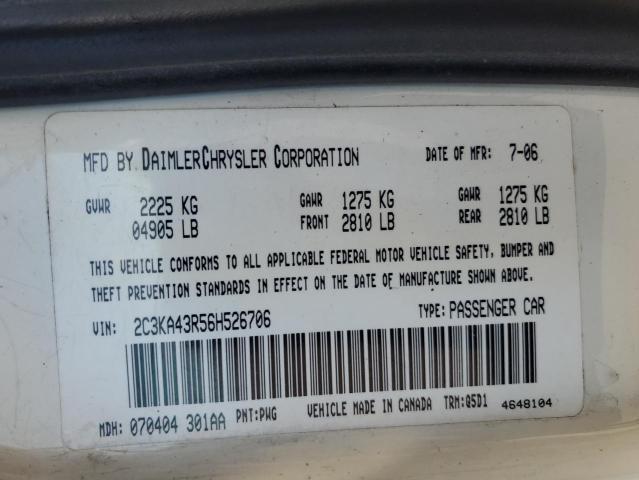 MFD BY DAIMLERCHRYSLER CORPORATION DATE OF MFR: 7-06
GVWR 2225 KG GAWR 1275 KG GAWR 1275 KG
04905 LB FRONT 2810 LB REAR 2810 LB
THIS VEHICLE CONFORMS TO ALL APPLICABLE FEDERAL MOTOR VEHICLE SAFETY, BUMPER AND
THEFT PREVENTION STANDARDS IN EFFECT ON THE DATE OF MANUFACTURE SHOWN ABOVE.
VIN: 2C3KA43R56H526706 TYPE: PASSENGER CAR
MDH: 070404 301AA PNT: PWG VEHICLE MADE IN CANADA TRM: Q5D1 4648104